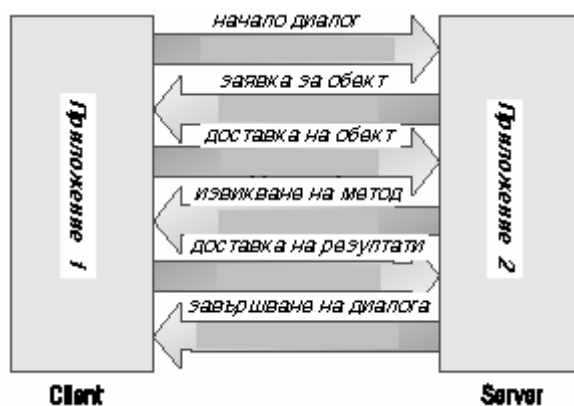 начало диалог
заявка за обект
доставка на обект
извикване на метод
доставка на резултати
завършване на диалога
Приложение 1
Приложение 2
Client
Server